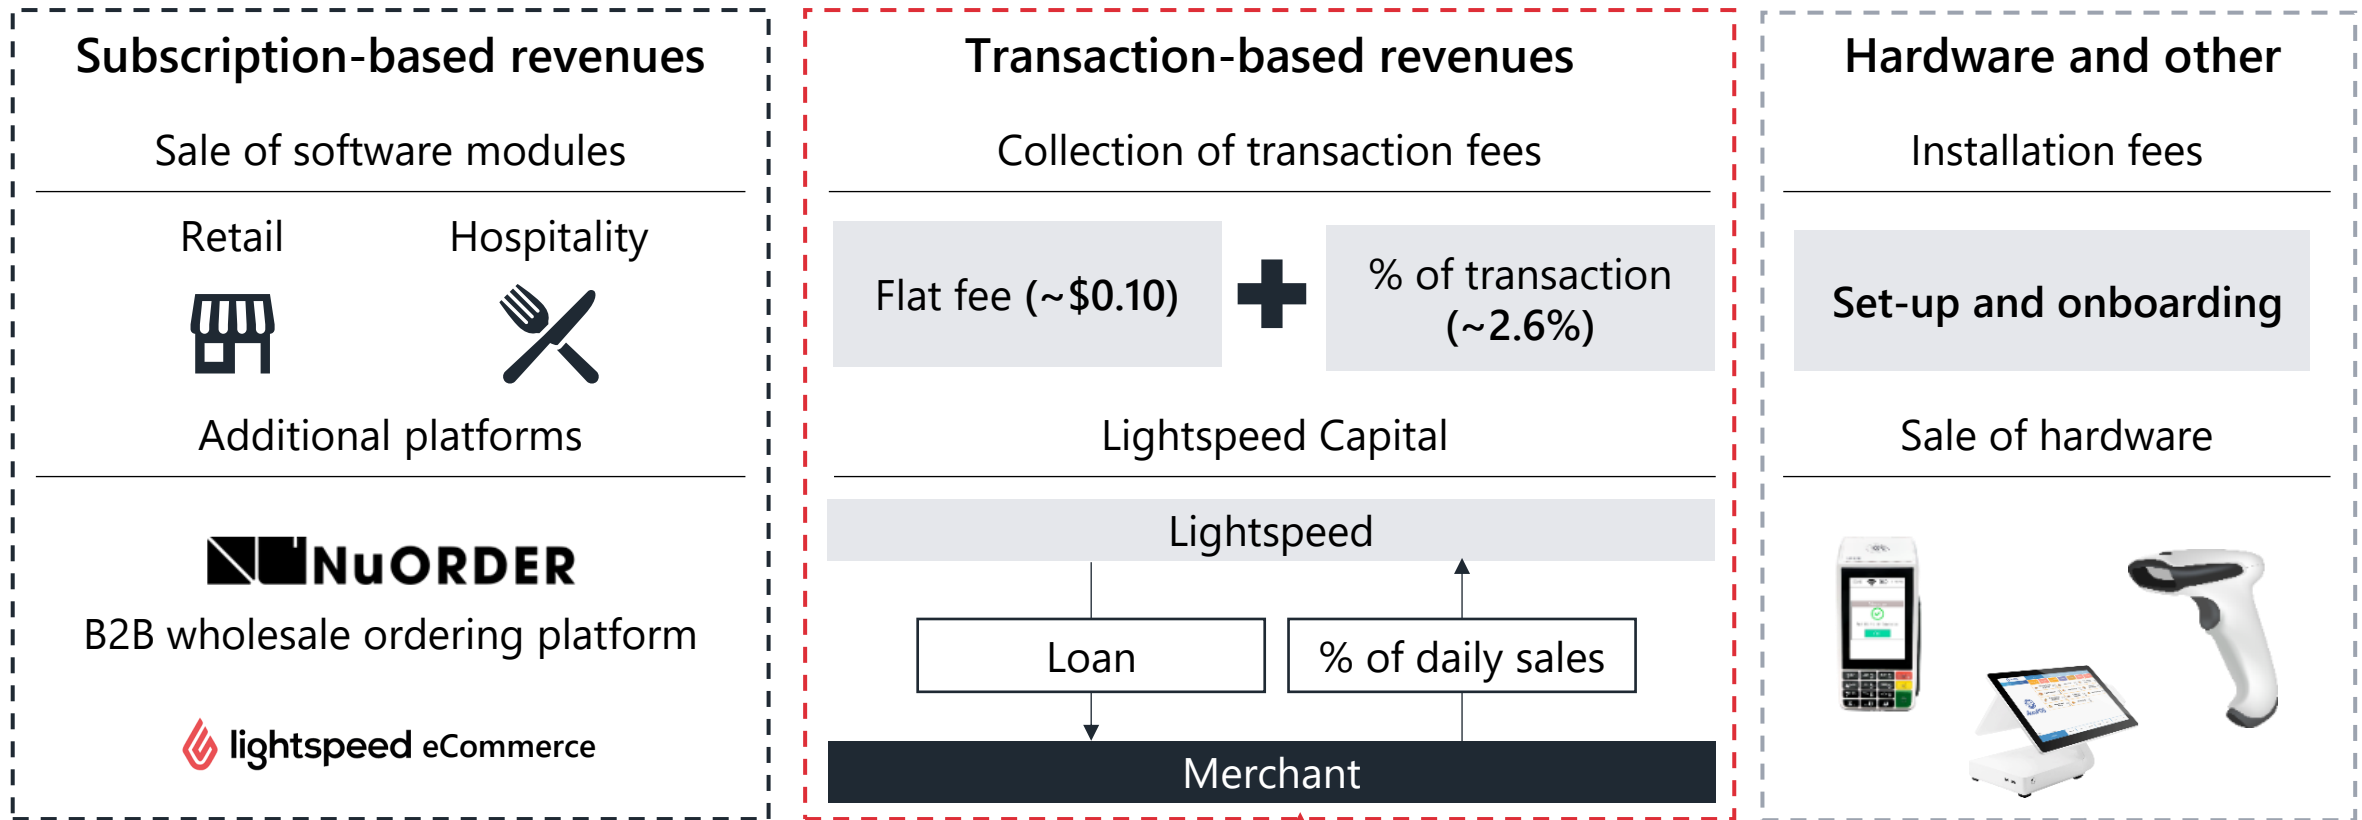 Subscription-based revenues
Sale of software modules
Retail
Hospitality
Additional platforms
NuORDER
B2B wholesale ordering platform
lightspeed eCommerce
Transaction-based revenues
Collection of transaction fees
Flat fee (~$0.10)
% of transaction
(~2.6%)
Lightspeed Capital
Lightspeed
Loan
% of daily sales
Merchant
Hardware and other
Installation fees
Set-up and onboarding
Sale of hardware